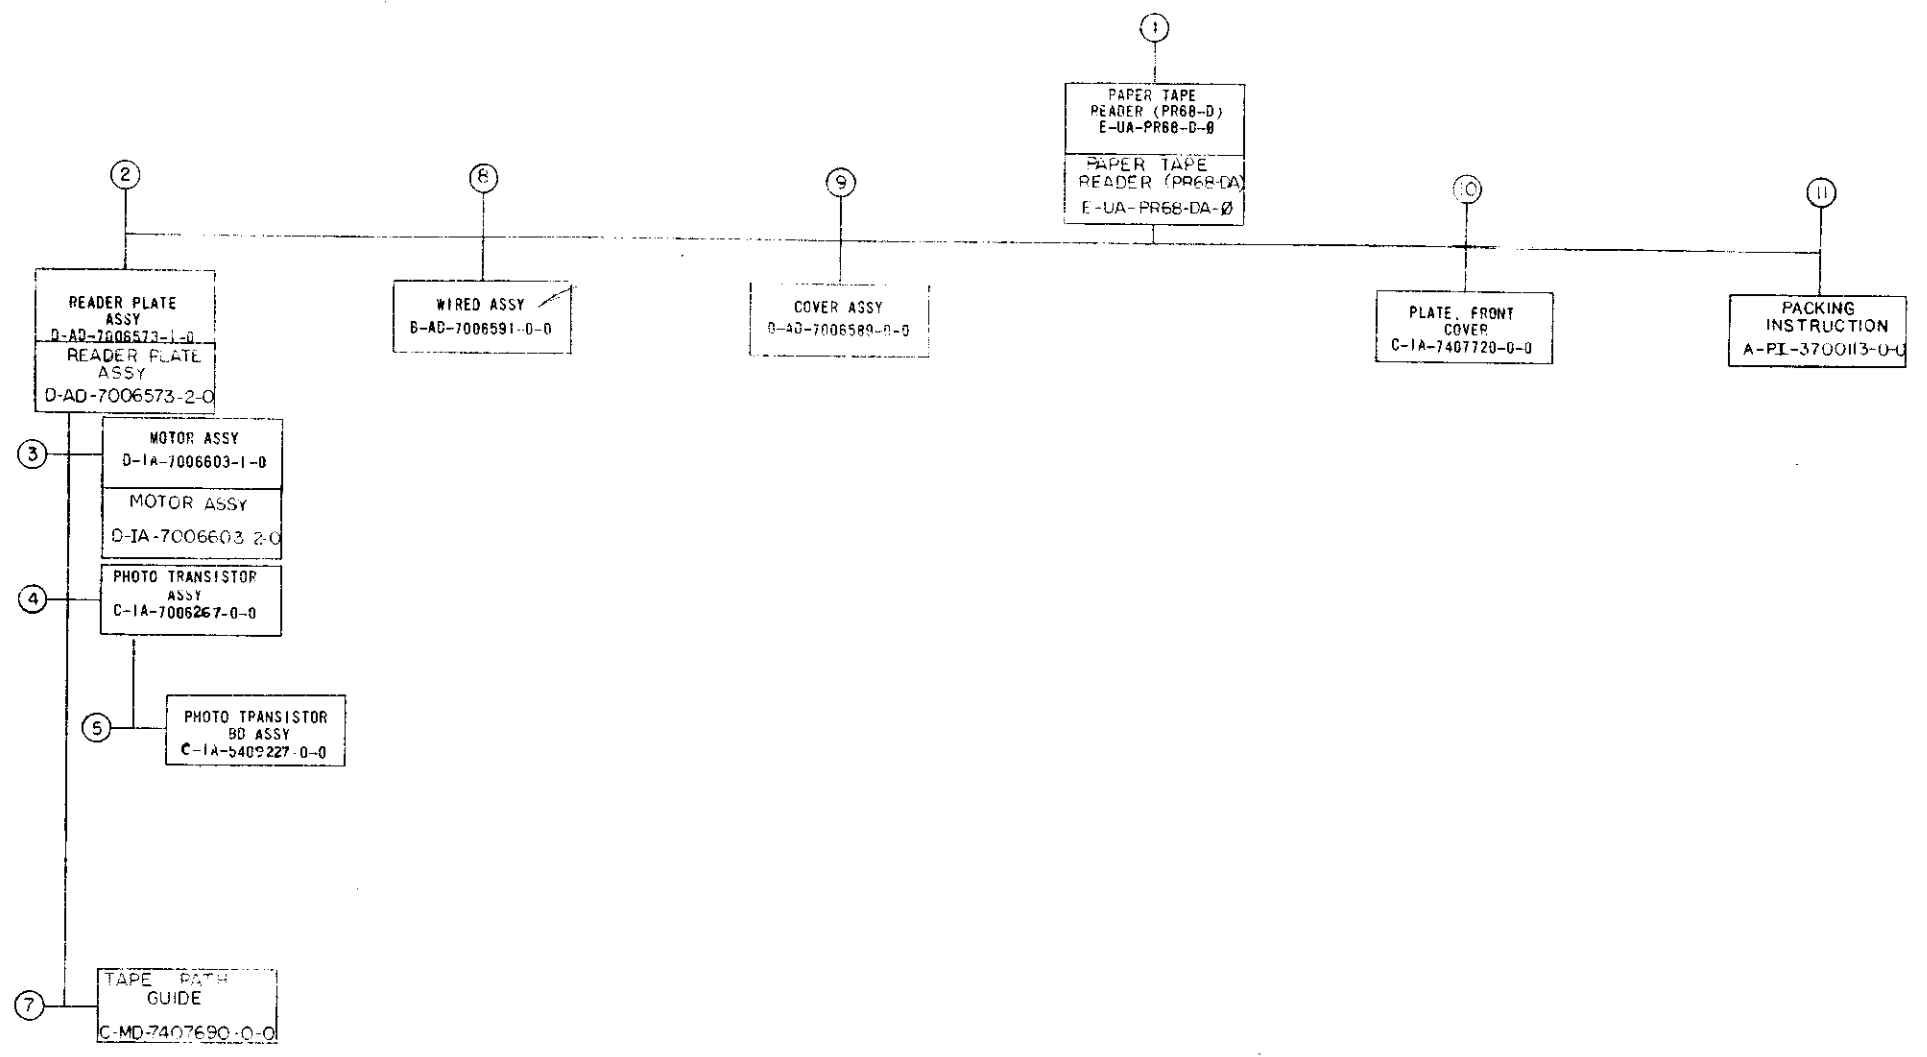 1
PAPER TAPE
READER (PR68-D)
E-UA-PR68-D-Ø
PAPER TAPE
READER (PR68-DA)
E-UA-PR68-DA-Ø
2
READER PLATE
ASSY
D-AD-7006573-1-0
READER PLATE
ASSY
D-AD-7006573-2-0
8
WIRED ASSY
B-AD-7006591-0-0
9
COVER ASSY
D-AD-7006589-0-0
10
PLATE, FRONT
COVER
C-IA-7407720-0-0
11
PACKING
INSTRUCTION
A-PI-3700113-0-0
3
MOTOR ASSY
D-IA-7006603-1-0
MOTOR ASSY
D-IA-7006603 2-0
4
PHOTO TRANSISTOR
ASSY
C-IA-7006267-0-0
5
PHOTO TRANSISTOR
BD ASSY
C-IA-5409227-0-0
7
TAPE PATH
GUIDE
C-MD-7407690-0-0